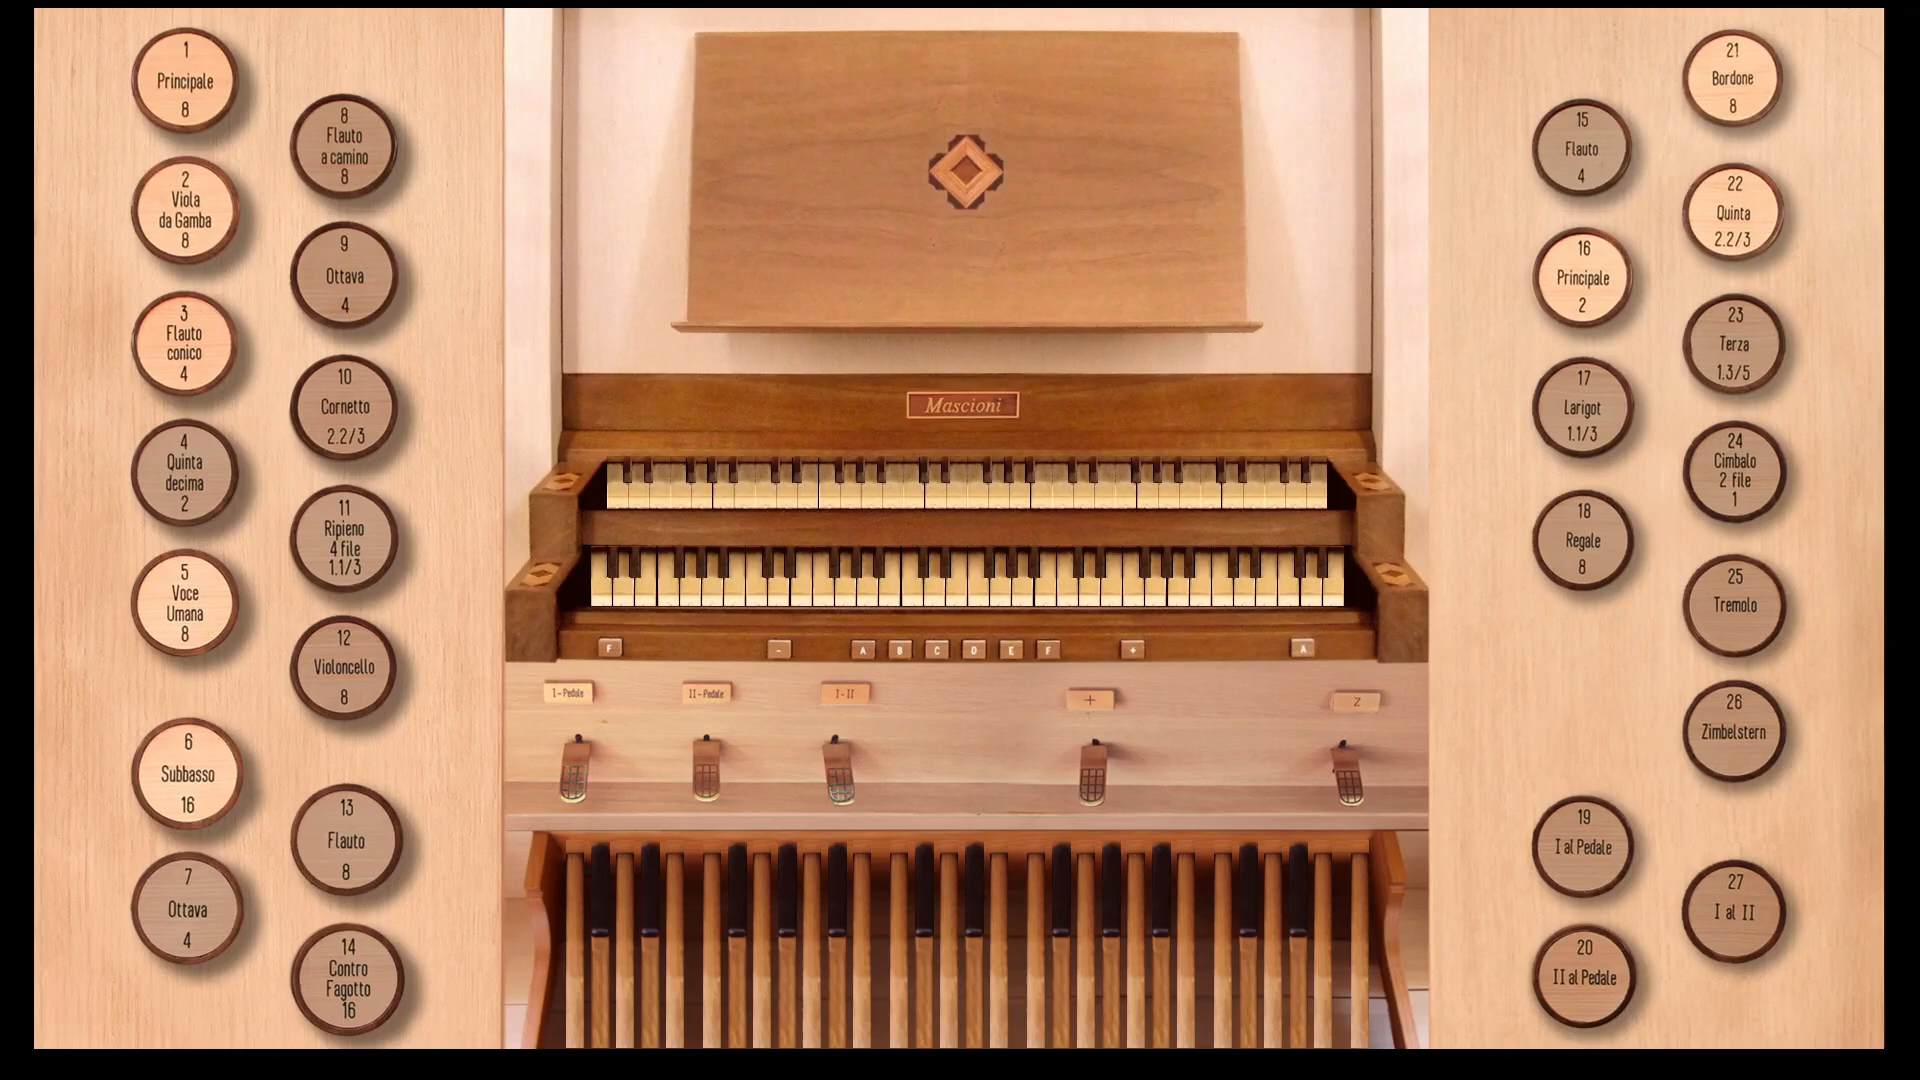 1
Principale
8
2
Viola
da Gamba
8
3
Flauto
conico
4
4
Quinta
decima
2
5
Voce
Umana
8
6
Subbasso
16
7
Ottava
4
8
Flauto
a camino
8
9
Ottava
4
10
Cornetto
2.2/3
11
Ripieno
4 file
1.1/3
12
Violoncello
8
13
Flauto
8
14
Contro
Fagotto
16
Mascioni
F
-
A
B
C
D
E
F
+
A
I-Pedale
II-Pedale
I-II
+
Z
15
Flauto
4
16
Principale
2
17
Larigot
1.1/3
18
Regale
8
19
I al Pedale
20
II al Pedale
21
Bordone
8
22
Quinta
2.2/3
23
Terza
1.3/5
24
Cimbalo
2 file
1
25
Tremolo
26
Zimbelstern
27
I al II